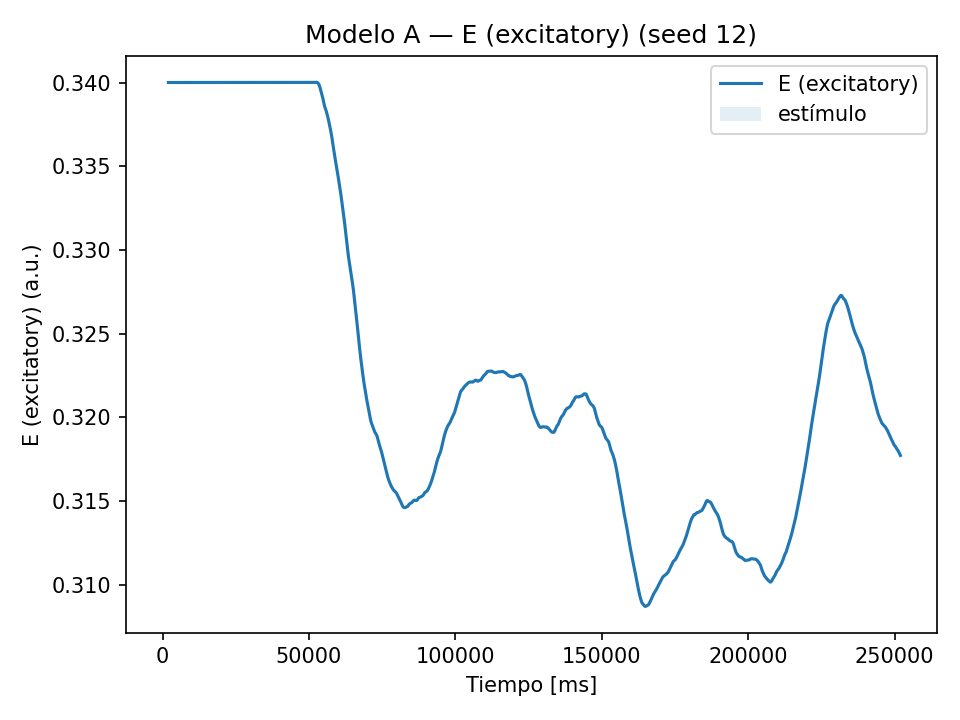 Modelo A — E (excitatory) (seed 12)
E (excitatory)
estímulo
0.340
0.335
0.330
0.325
0.320
0.315
0.310
E (excitatory) (a.u.)
0 50000 100000 150000 200000 250000
Tiempo [ms]